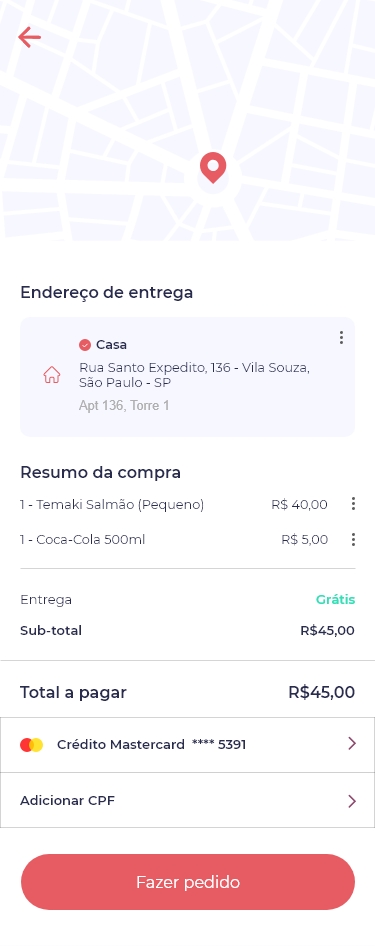 Endereço de entrega
Casa
Rua Santo Expedito, 136 - Vila Souza,
São Paulo - SP
Apt 136, Torre 1
Resumo da compra
1 - Temaki Salmão (Pequeno) R$ 40,00
1 - Coca-Cola 500ml R$ 5,00
Entrega Grátis
Sub-total R$45,00
Total a pagar R$45,00
Crédito Mastercard **** 5391
Adicionar CPF
Fazer pedido